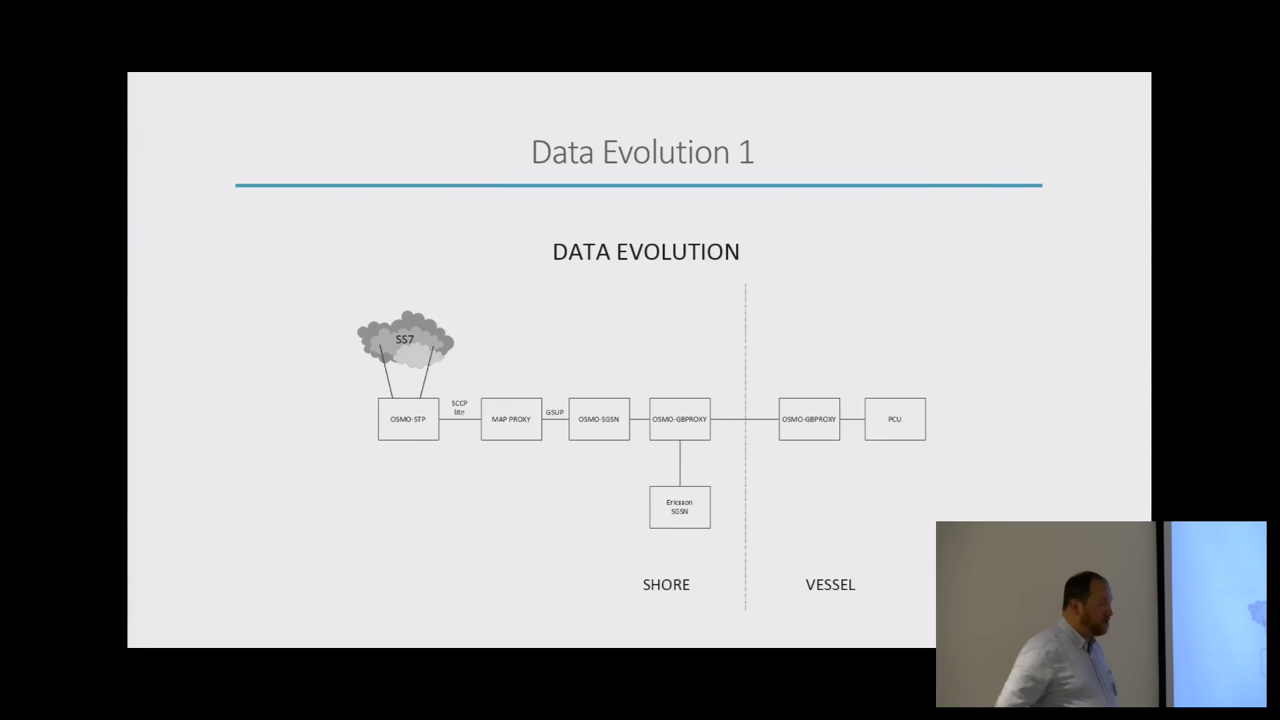 Data Evolution 1
DATA EVOLUTION
SS7
SCCP
lite
GSUP
OSMO-STP
MAP PROXY
OSMO-SGSN
OSMO-GBPROXY
OSMO-GBPROXY
PCU
Ericsson
SGSN
SHORE
VESSEL